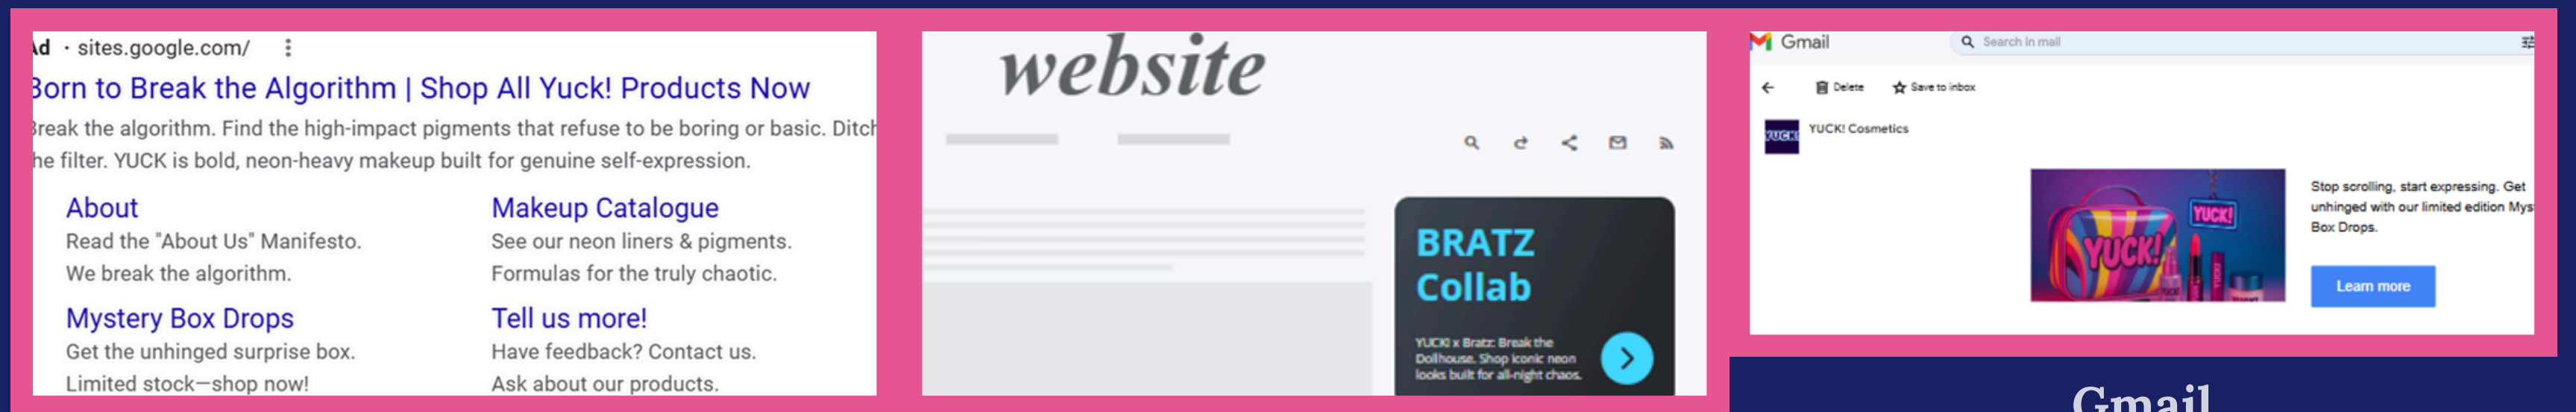 Ad · sites.google.com/
Born to Break the Algorithm | Shop All Yuck! Products Now
Break the algorithm. Find the high-impact pigments that refuse to be boring or basic. Ditch
the filter. YUCK is bold, neon-heavy makeup built for genuine self-expression.
About
Read the "About Us" Manifesto.
We break the algorithm.
Makeup Catalogue
See our neon liners & pigments.
Formulas for the truly chaotic.
Mystery Box Drops
Get the unhinged surprise box.
Limited stock—shop now!
Tell us more!
Have feedback? Contact us.
Ask about our products.
website
BRATZ
Collab
YUCK! x Bratz: Break the
Dollhouse. Shop iconic neon
looks built for all-night chaos.
Gmail
Search in mail
Delete
Save to inbox
YUCK!
YUCK! Cosmetics
YUCK!
YUCK!
Stop scrolling, start expressing. Get
unhinged with our limited edition Mys
Box Drops.
Learn more
Gmail